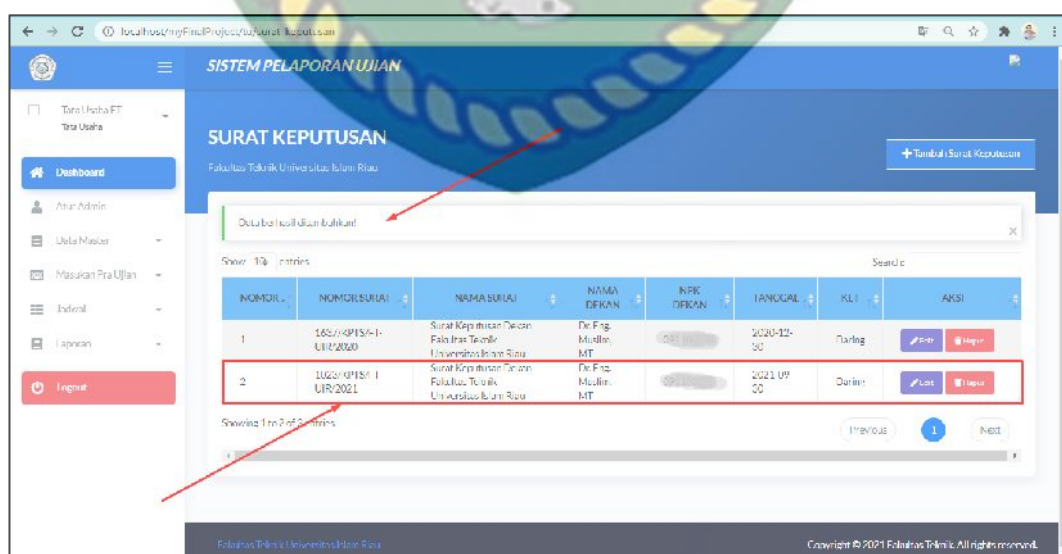 localhost/myFinalProject/tu/surat_keputusan
SISTEM PELAPORAN UJIAN
Tata Usaha FT
Tata Usaha
SURAT KEPUTUSAN
Fakultas Teknik Universitas Islam Riau
Tambah Surat Keputusan
Dashboard
Atur Admin
Data Master
Masukan Pra Ujian
Jadwal
Laporan
Logout
Data berhasil ditambahkan!
×
Show 10 entries
Search:
NOMOR NOMOR SURAT NAMA SURAT NAMA DEKAN NPK DEKAN TANGGAL KET AKSI
1 1637/KPTS/FT-UIR/2020 Surat Keputusan Dekan Fakultas Teknik Universitas Islam Riau Dr. Eng. Muslim, MT 2020-12-30 Daring Edit Hapus
2 1023/KPTS/FT-UIR/2021 Surat Keputusan Dekan Fakultas Teknik Universitas Islam Riau Dr. Eng. Muslim, MT 2021-09-30 Daring Edit Hapus
Showing 1 to 2 of 2 entries
Previous 1 Next
Fakultas Teknik Universitas Islam Riau
Copyright © 2021 Fakultas Teknik. All rights reserved.